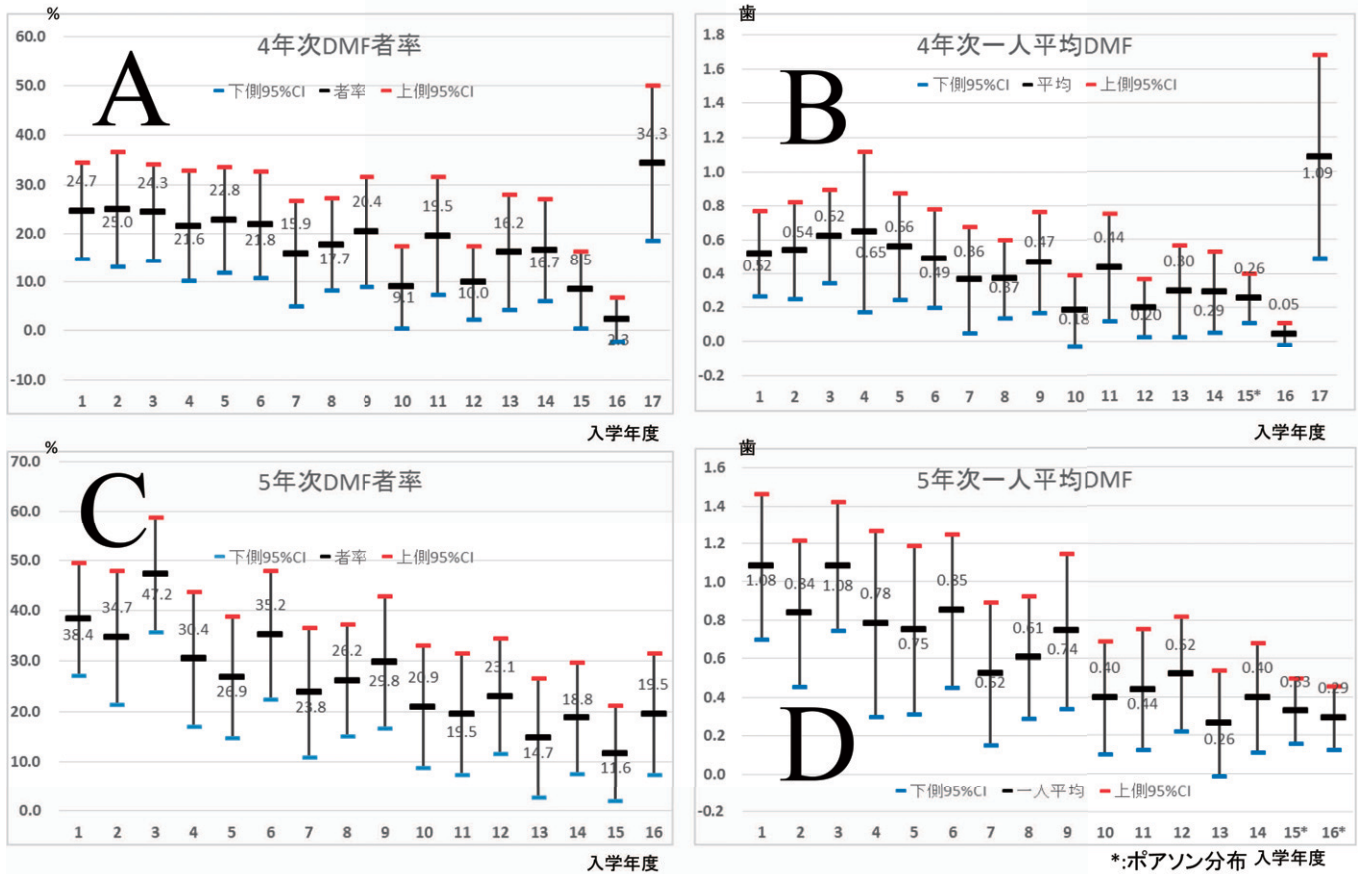 %
4年次DMF者率
A
下側95%CI 者率 上側95%CI
60.0
50.0
40.0
30.0
20.0
10.0
0.0
-10.0
24.7 25.0 24.3 21.6 22.8 21.8 15.9 17.7 20.4 9.1 19.5 10.0 16.2 16.7 8.5 2.3 34.3
1 2 3 4 5 6 7 8 9 10 11 12 13 14 15 16 17
入学年度
歯
4年次一人平均DMF
B
下側95%CI 平均 上側95%CI
1.8
1.6
1.4
1.2
1.0
0.8
0.6
0.4
0.2
0.0
-0.2
0.52 0.54 0.62 0.65 0.56 0.49 0.36 0.37 0.47 0.18 0.44 0.20 0.30 0.29 0.26 0.05 1.09
1 2 3 4 5 6 7 8 9 10 11 12 13 14 15* 16 17
入学年度
%
5年次DMF者率
C
下側95%CI 者率 上側95%CI
70.0
60.0
50.0
40.0
30.0
20.0
10.0
0.0
38.4 34.7 47.2 30.4 26.9 35.2 23.8 26.2 29.8 20.9 19.5 23.1 14.7 18.8 11.6 19.5
1 2 3 4 5 6 7 8 9 10 11 12 13 14 15 16
入学年度
歯
5年次一人平均DMF
1.6
1.4
1.2
1.0
0.8
0.6
0.4
0.2
0.0
-0.2
1.08 0.84 1.08 0.78 0.75 0.85 0.52 0.61 0.74 0.40 0.44 0.52 0.26 0.40 0.33 0.29
D
下側95%CI 一人平均 上側95%CI
1 2 3 4 5 6 7 8 9 10 11 12 13 14 15* 16*
*:ポアソン分布 入学年度